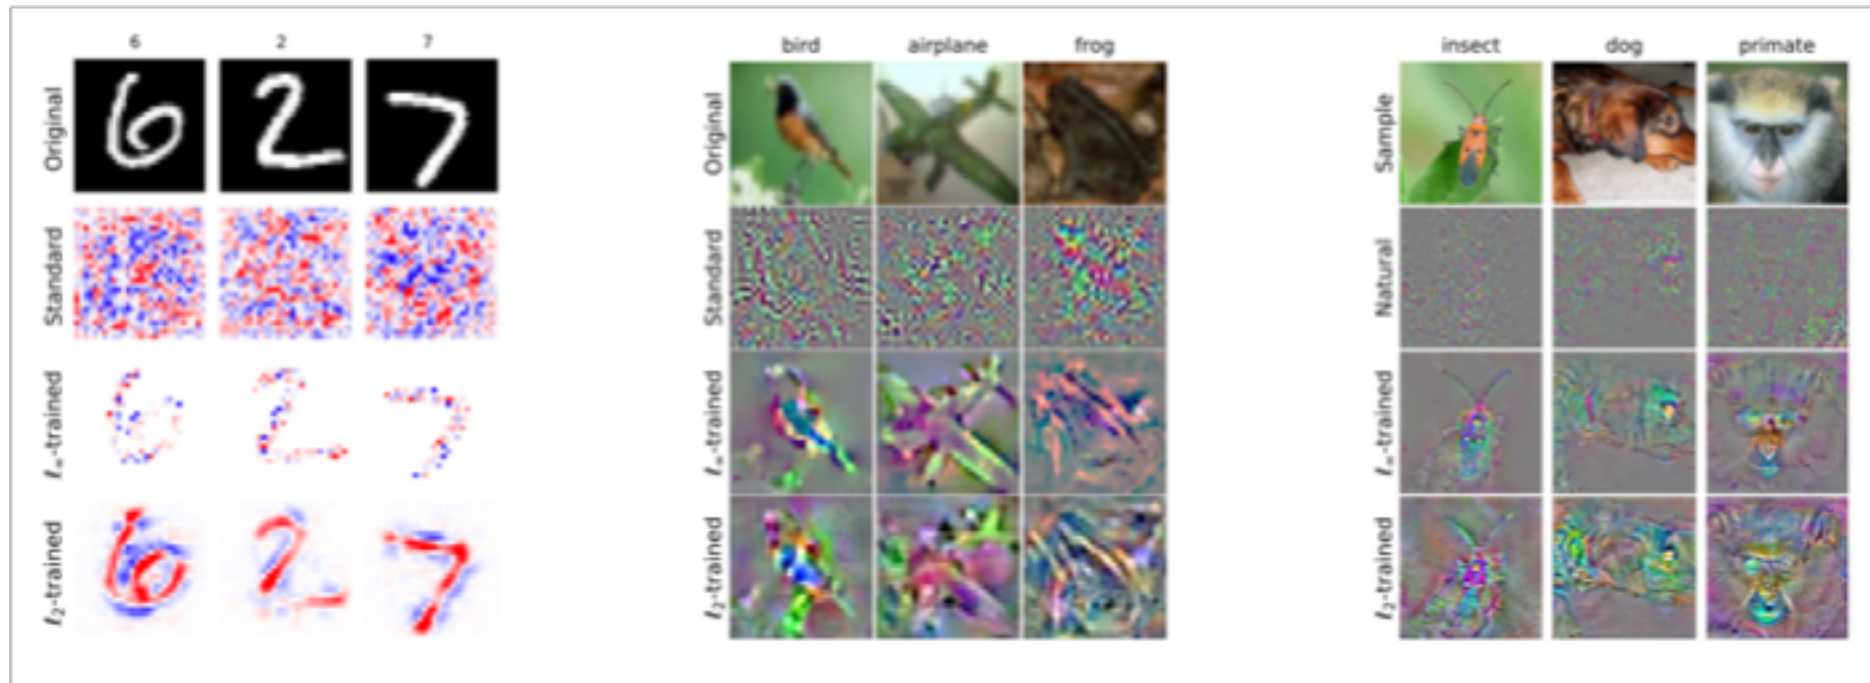 6 2 7
Original
Standard
ℓ∞-trained
ℓ₂-trained
bird airplane frog
Original
Standard
ℓ∞-trained
ℓ₂-trained
insect dog primate
Sample
Natural
ℓ∞-trained
ℓ₂-trained